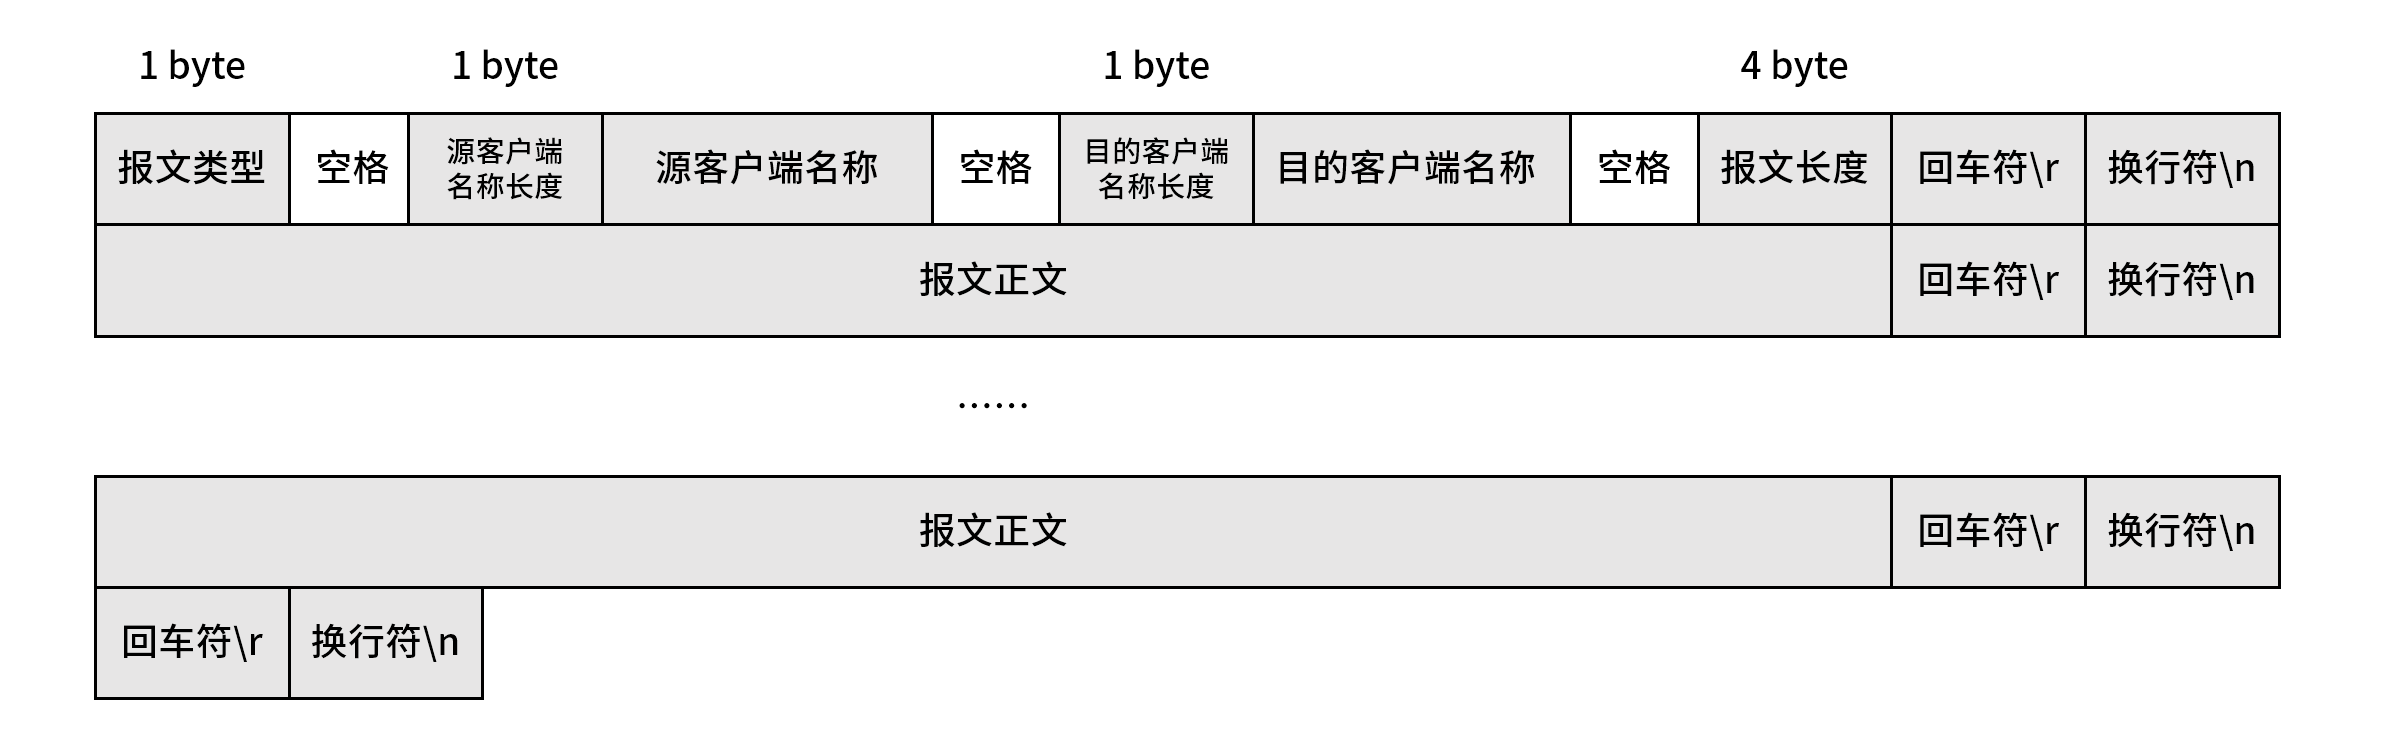 1 byte 1 byte 1 byte 4 byte
报文类型 空格 源客户端名称长度 源客户端名称 空格 目的客户端名称长度 目的客户端名称 空格 报文长度 回车符\r 换行符\n
报文正文 回车符\r 换行符\n
......
报文正文 回车符\r 换行符\n
回车符\r 换行符\n